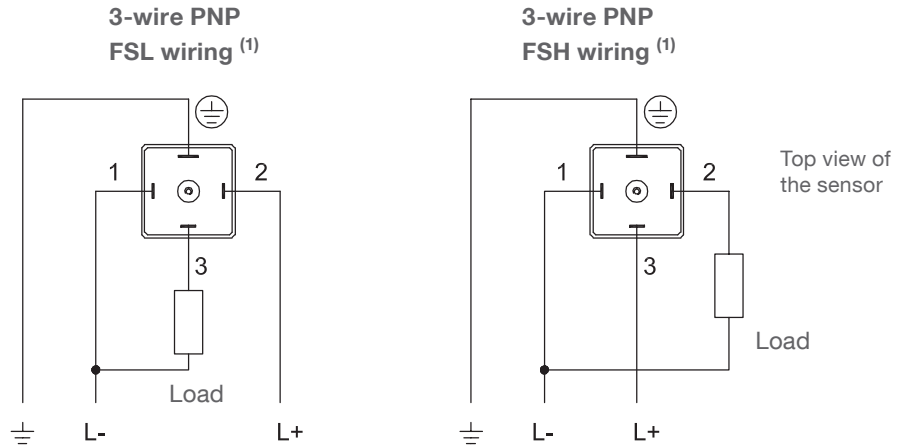 3-wire PNP
FSL wiring (1)
1
2
3
Load
L-
L+
3-wire PNP
FSH wiring (1)
1
2
3
Load
L-
L+
Top view of
the sensor